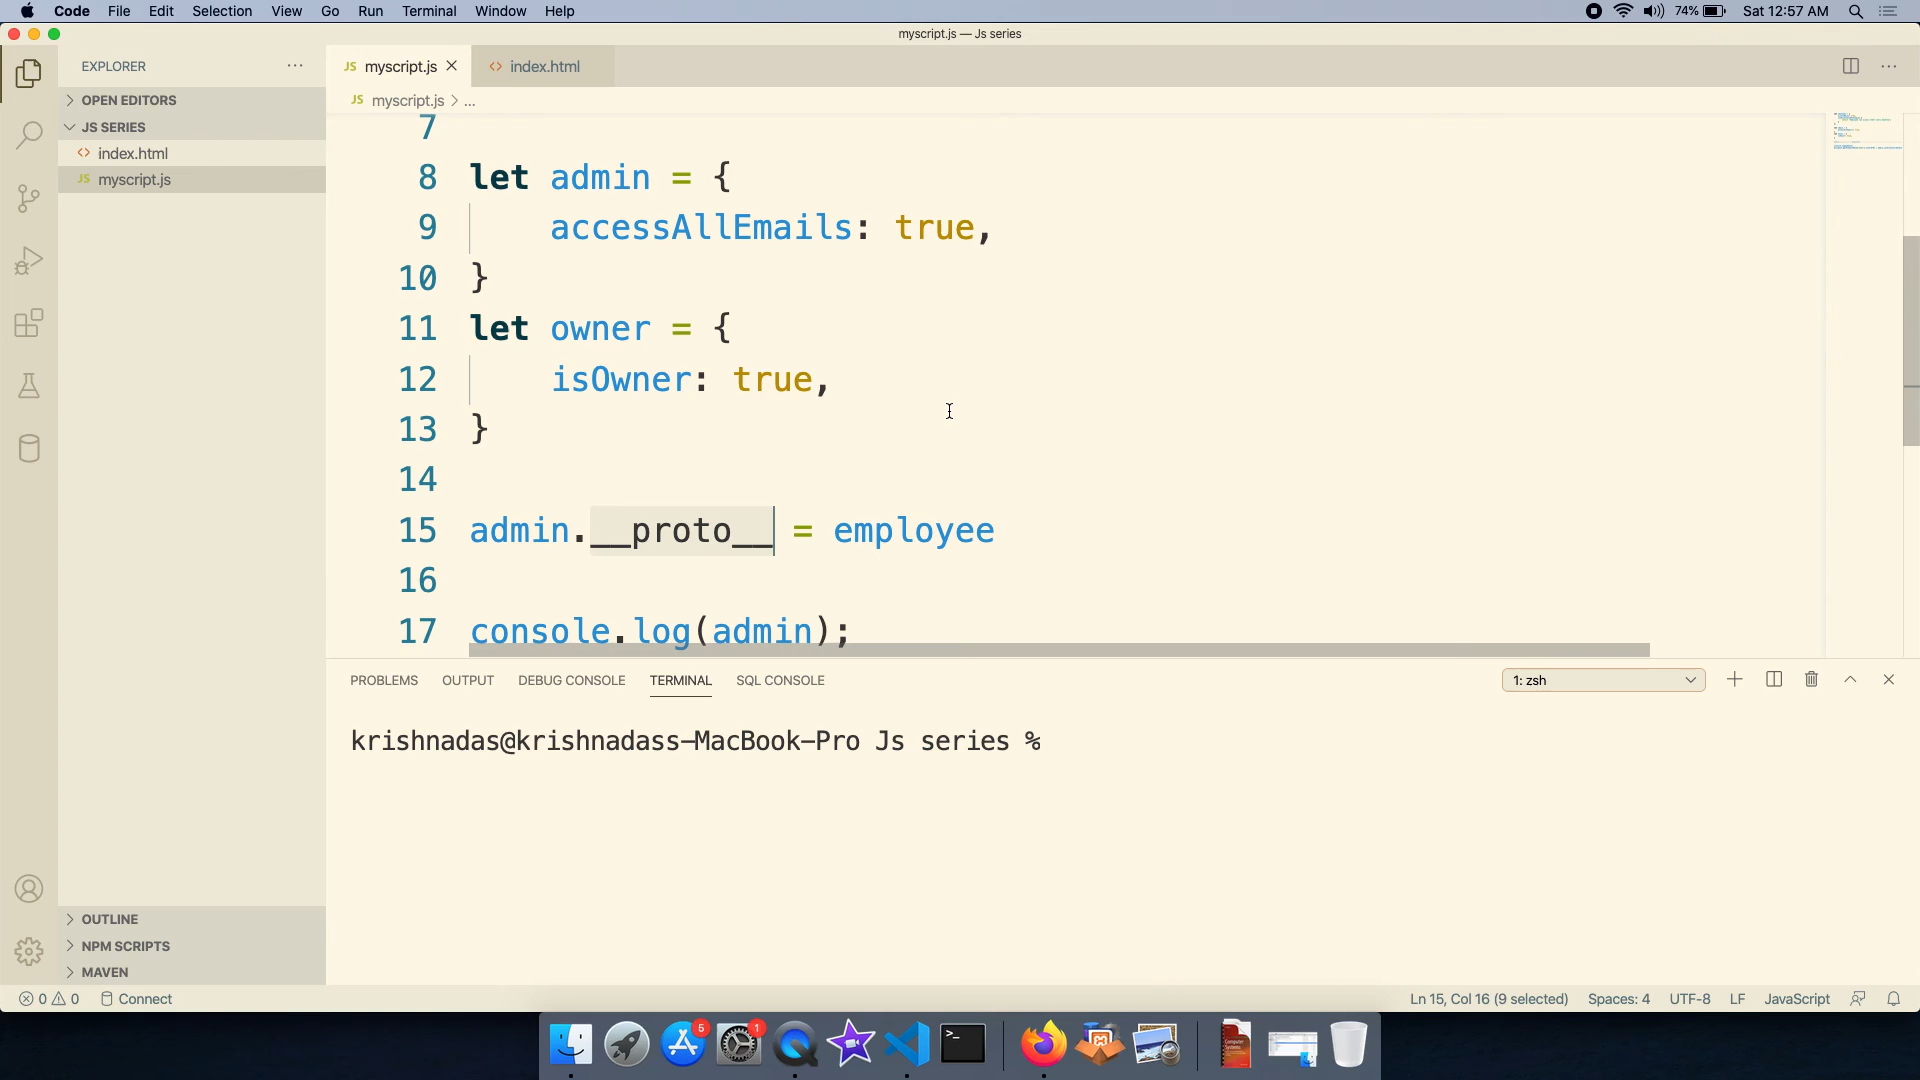 Code File Edit Selection View Go Run Terminal Window Help 74% Sat 12:57 AM
myscript.js — Js series
EXPLORER
OPEN EDITORS
JS SERIES
<> index.html
JS myscript.js
OUTLINE
NPM SCRIPTS
MAVEN
JS myscript.js <> index.html
JS myscript.js > ...
7
8 let admin = {
9 accessAllEmails: true,
10 }
11 let owner = {
12 isOwner: true,
13 }
14
15 admin.__proto__ = employee
16
17 console.log(admin);
PROBLEMS OUTPUT DEBUG CONSOLE TERMINAL SQL CONSOLE 1: zsh
krishnadas@krishnadass-MacBook-Pro Js series %
0 0 Connect Ln 15, Col 16 (9 selected) Spaces: 4 UTF-8 LF JavaScript
5 1